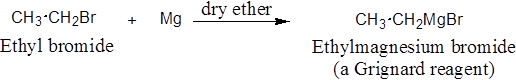 dry ether
CH₃-CH₂Br + Mg CH₃-CH₂MgBr
Ethyl bromide Ethylmagnesium bromide
(a Grignard reagent)